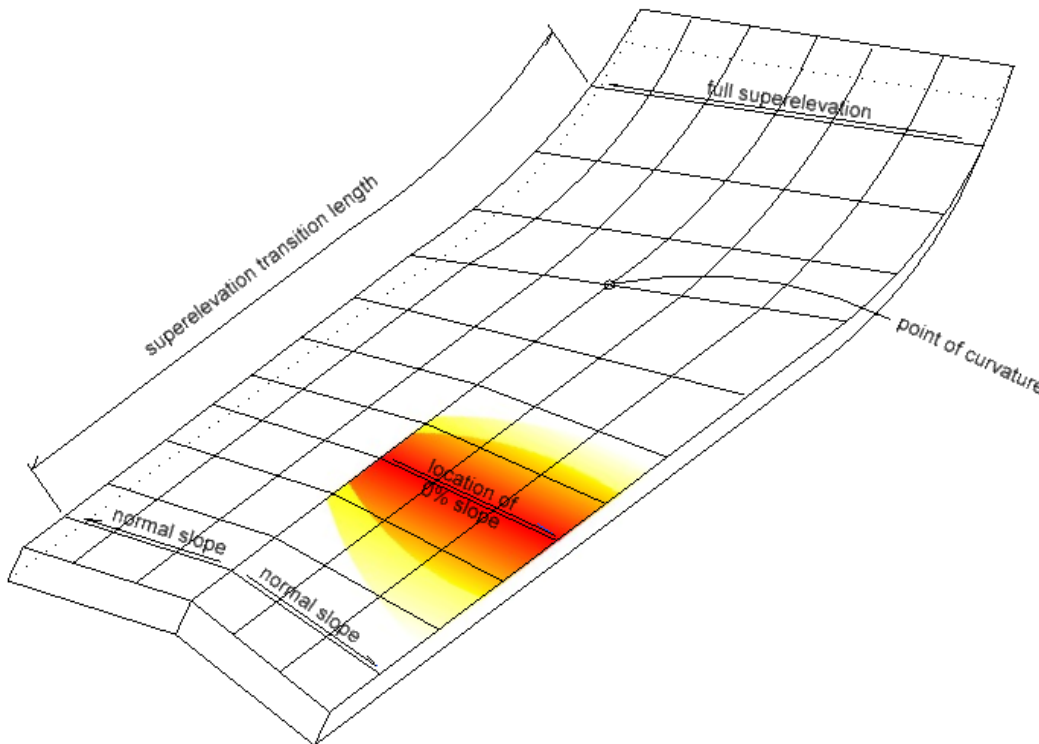 full superelevation
superelevation transition length
point of curvature
location of
0% slope
normal slope
normal slope